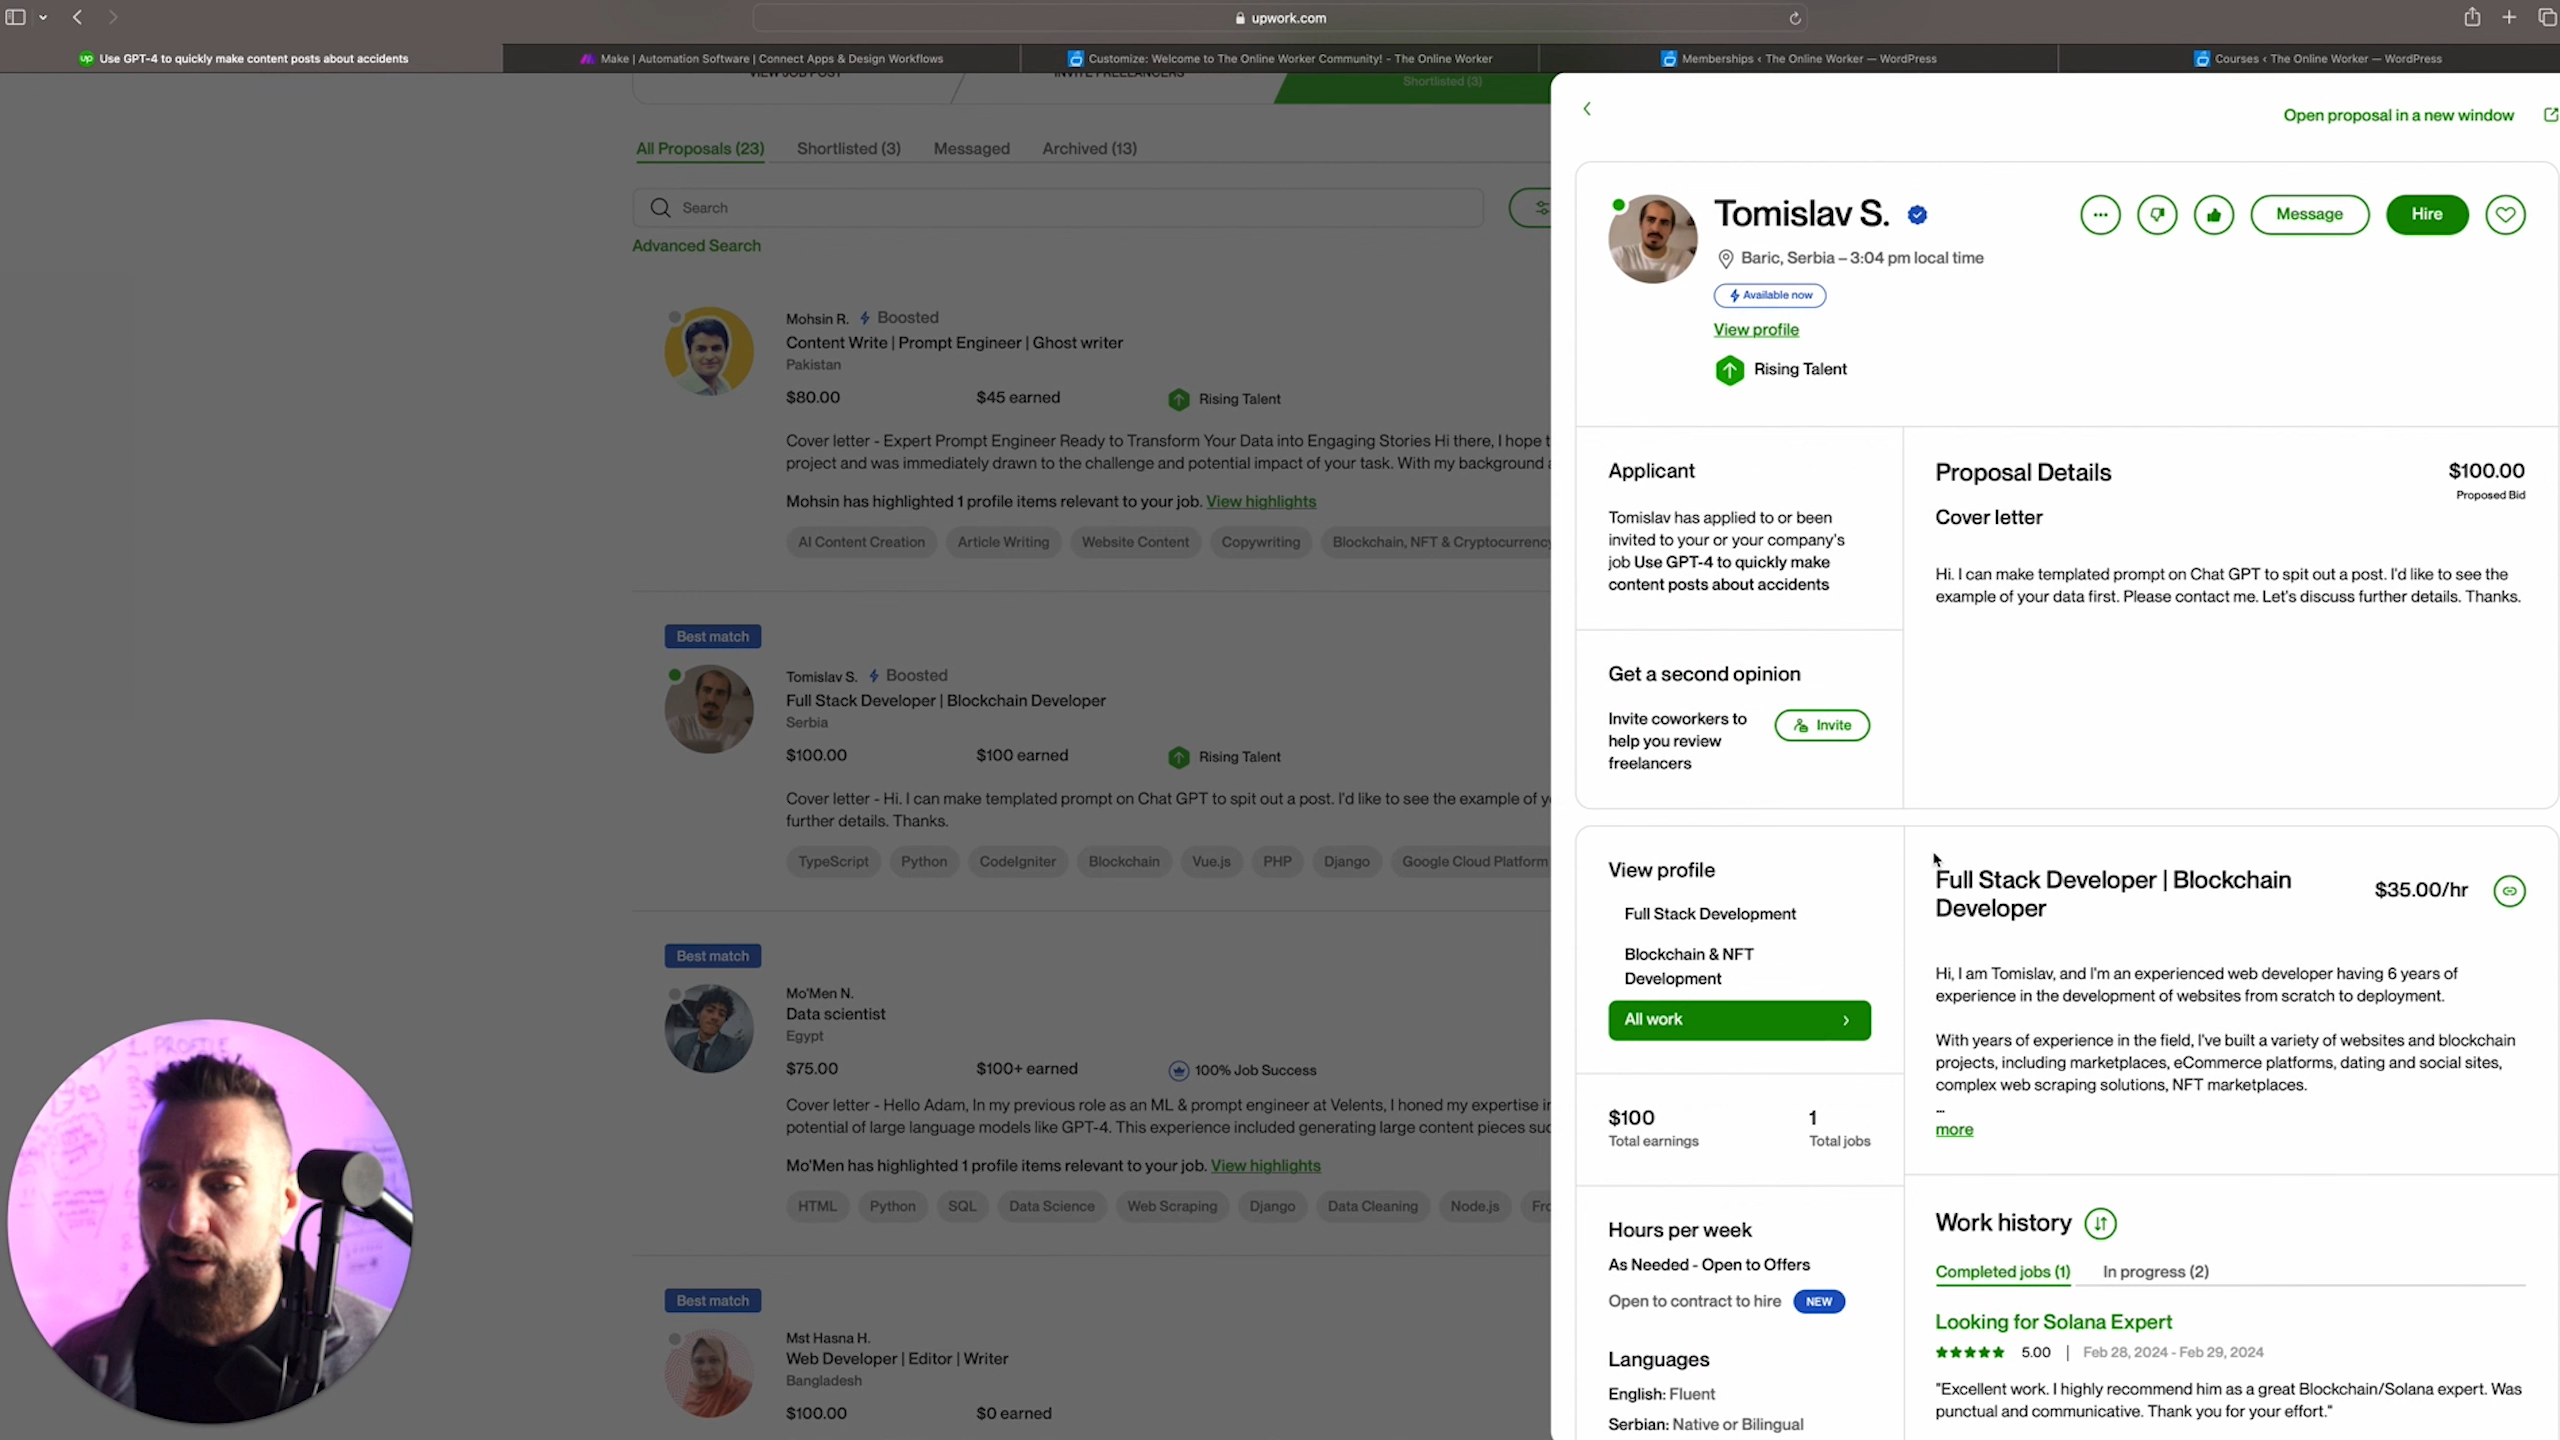 upwork.com
up Use GPT-4 to quickly make content posts about accidents
Make | Automation Software | Connect Apps & Design Workflows
Customize: Welcome to The Online Worker Community! - The Online Worker
Memberships ‹ The Online Worker — WordPress
Courses ‹ The Online Worker — WordPress
VIEW JOB POST
INVITE FREELANCERS
Shortlisted (3)
All Proposals (23)
Shortlisted (3)
Messaged
Archived (13)
Search
Advanced Search
Mohsin R. Boosted
Content Write | Prompt Engineer | Ghost writer
Pakistan
$80.00
$45 earned
Rising Talent
Cover letter - Expert Prompt Engineer Ready to Transform Your Data into Engaging Stories Hi there, I hope t
project and was immediately drawn to the challenge and potential impact of your task. With my background a
Mohsin has highlighted 1 profile items relevant to your job. View highlights
AI Content Creation
Article Writing
Website Content
Copywriting
Blockchain, NFT & Cryptocurrency
Best match
Tomislav S. Boosted
Full Stack Developer | Blockchain Developer
Serbia
$100.00
$100 earned
Rising Talent
Cover letter - Hi. I can make templated prompt on Chat GPT to spit out a post. I'd like to see the example of y
further details. Thanks.
TypeScript
Python
CodeIgniter
Blockchain
Vue.js
PHP
Django
Google Cloud Platform
Best match
Mo'Men N.
Data scientist
Egypt
$75.00
$100+ earned
100% Job Success
Cover letter - Hello Adam, In my previous role as an ML & prompt engineer at Velents, I honed my expertise in
potential of large language models like GPT-4. This experience included generating large content pieces suc
Mo'Men has highlighted 1 profile items relevant to your job. View highlights
HTML
Python
SQL
Data Science
Web Scraping
Django
Data Cleaning
Node.js
Fro
Best match
Mst Hasna H.
Web Developer | Editor | Writer
Bangladesh
$100.00
$0 earned
Open proposal in a new window
Tomislav S.
Message
Hire
Baric, Serbia – 3:04 pm local time
Available now
View profile
Rising Talent
Applicant
Tomislav has applied to or been
invited to your or your company's
job Use GPT-4 to quickly make
content posts about accidents
Get a second opinion
Invite coworkers to
help you review
freelancers
Invite
Proposal Details
$100.00
Proposed Bid
Cover letter
Hi. I can make templated prompt on Chat GPT to spit out a post. I'd like to see the
example of your data first. Please contact me. Let's discuss further details. Thanks.
View profile
Full Stack Development
Blockchain & NFT
Development
All work
$100
Total earnings
1
Total jobs
Hours per week
As Needed - Open to Offers
Open to contract to hire NEW
Languages
English: Fluent
Serbian: Native or Bilingual
Full Stack Developer | Blockchain
Developer
$35.00/hr
Hi, I am Tomislav, and I'm an experienced web developer having 6 years of
experience in the development of websites from scratch to deployment.
With years of experience in the field, I've built a variety of websites and blockchain
projects, including marketplaces, eCommerce platforms, dating and social sites,
complex web scraping solutions, NFT marketplaces.
...
more
Work history
Completed jobs (1)
In progress (2)
Looking for Solana Expert
5.00 | Feb 28, 2024 - Feb 29, 2024
"Excellent work. I highly recommend him as a great Blockchain/Solana expert. Was
punctual and communicative. Thank you for your effort."
1. PROFILE